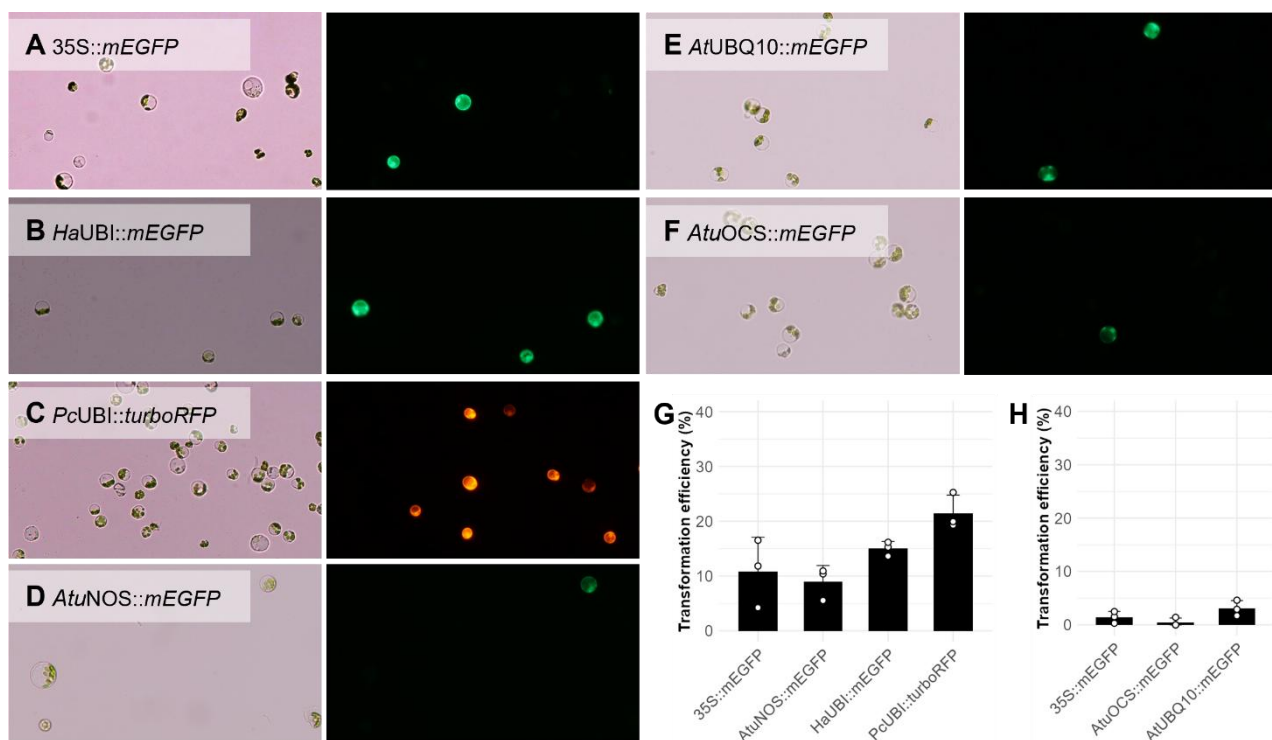 A 35S::mEGFP
B HaUBI::mEGFP
C PcUBI::turboRFP
D AtuNOS::mEGFP
E AtUBQ10::mEGFP
F AtuOCS::mEGFP
G
Transformation efficiency (%)
40
30
20
10
0
35S::mEGFP
AtuNOS::mEGFP
HaUBI::mEGFP
PcUBI::turboRFP
H
Transformation efficiency (%)
40
30
20
10
0
35S::mEGFP
AtuOCS::mEGFP
AtUBQ10::mEGFP